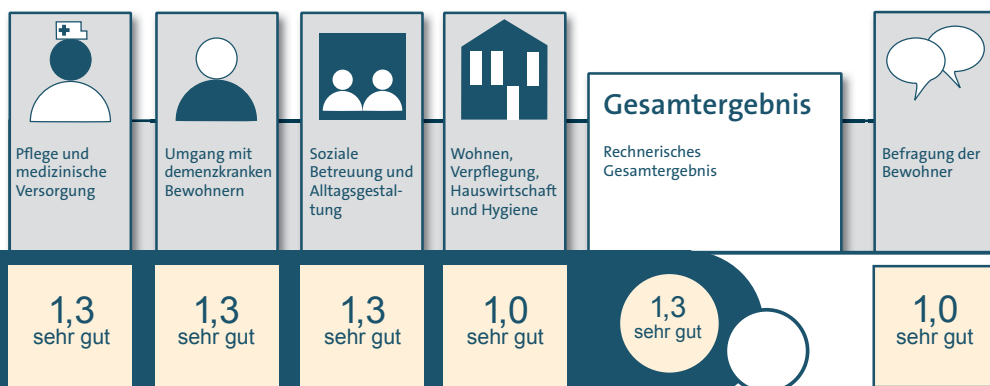 Pflege und
medizinische
Versorgung
Umgang mit
demenzkranken
Bewohnern
Soziale
Betreuung und
Alltagsgestal-
tung
Wohnen,
Verpflegung,
Hauswirtschaft
und Hygiene
Gesamtergebnis
Rechnerisches
Gesamtergebnis
Befragung der
Bewohner
1,3
sehr gut
1,3
sehr gut
1,3
sehr gut
1,0
sehr gut
1,3
sehr gut
1,0
sehr gut